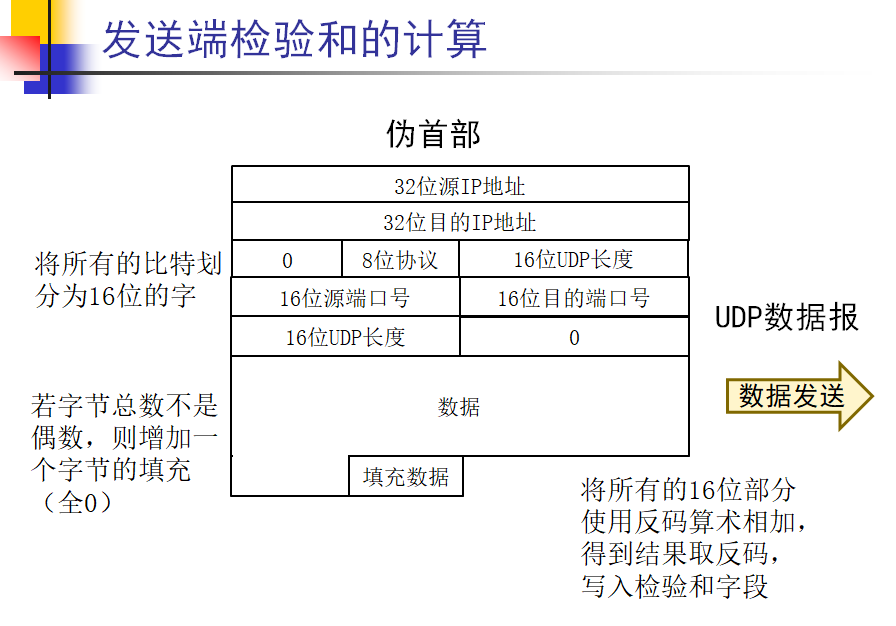 发送端检验和的计算
伪首部
32位源IP地址
32位目的IP地址
0 8位协议 16位UDP长度
16位源端口号 16位目的端口号
16位UDP长度 0
数据
填充数据
将所有的比特划
分为16位的字
若字节总数不是
偶数，则增加一
个字节的填充
（全0）
UDP数据报
数据发送
将所有的16位部分
使用反码算术相加，
得到结果取反码，
写入检验和字段